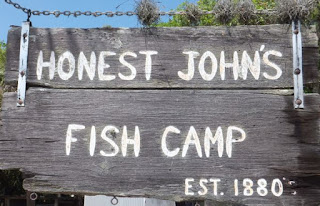 HONEST JOHN'S
FISH CAMP
EST. 1880's